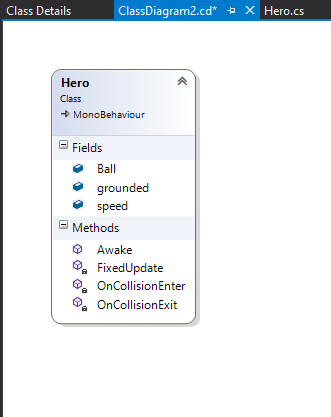 Class Details ClassDiagram2.cd* Hero.cs
Hero
Class
MonoBehaviour
Fields
Ball
grounded
speed
Methods
Awake
FixedUpdate
OnCollisionEnter
OnCollisionExit